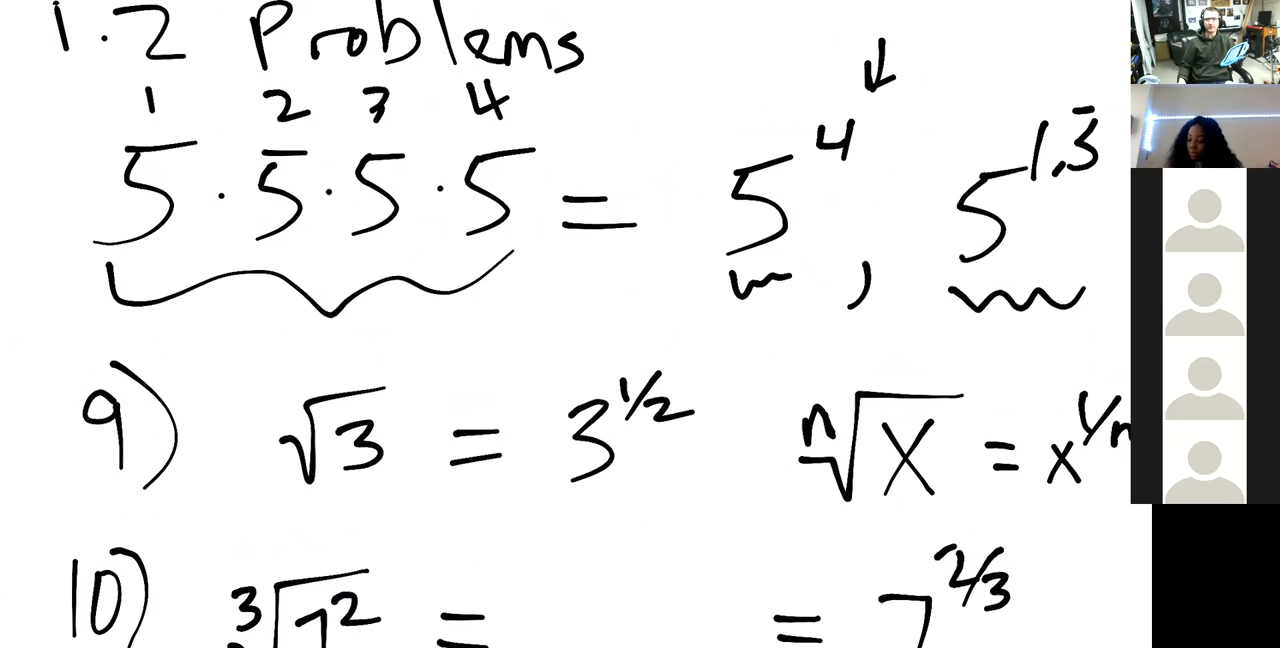 1.2 Problems
1 2 3 4
5 · 5 · 5 · 5 = 5^4 , 5^1,3
9) √3 = 3^1/2 ⁿ√x = x^1/n
10) ³√7² = = 7^2/3